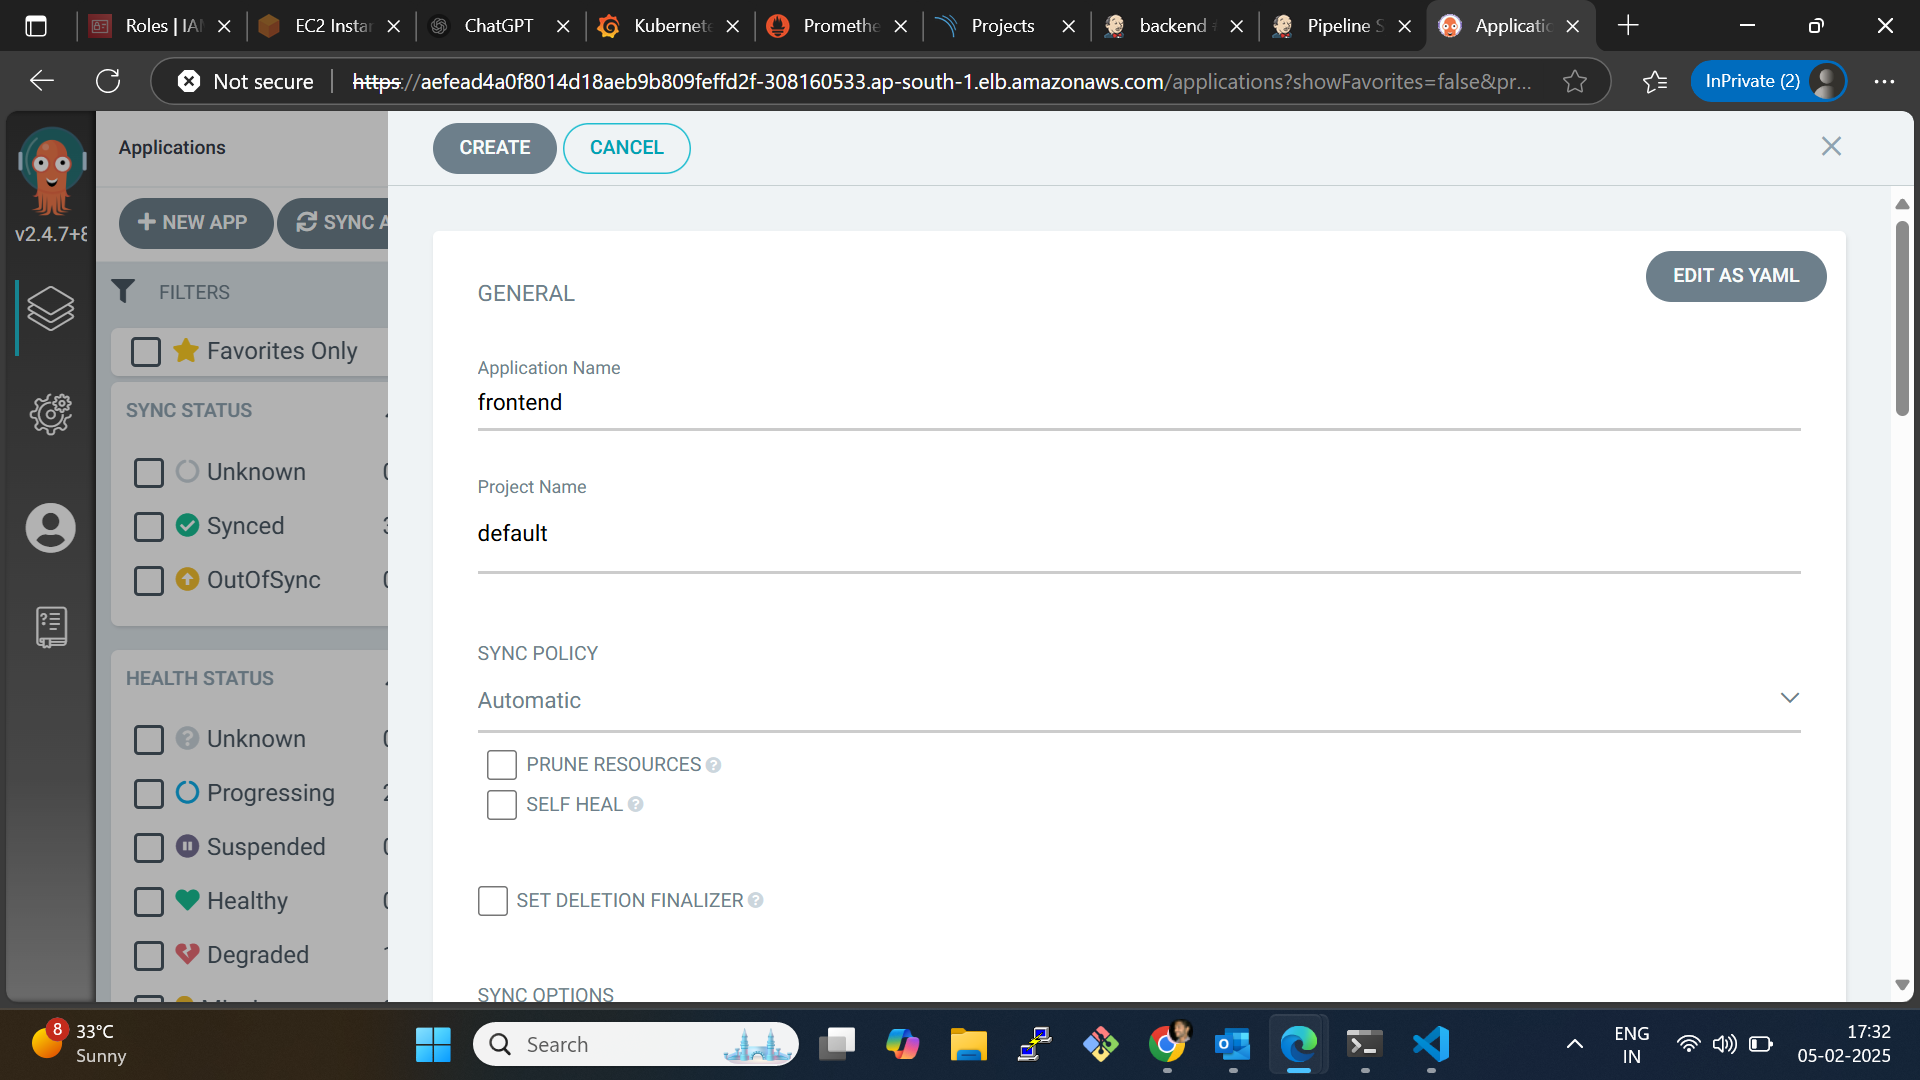 Roles | IAM
EC2 Instan
ChatGPT
Kubernete
Promethe
Projects
backend
Pipeline S
Applicatio
Not secure
https://aefead4a0f8014d18aeb9b809feffd2f-308160533.ap-south-1.elb.amazonaws.com/applications?showFavorites=false&pr...
InPrivate (2)
v2.4.7+8
Applications
CREATE
CANCEL
NEW APP
SYNC A
FILTERS
Favorites Only
SYNC STATUS
Unknown
Synced
OutOfSync
HEALTH STATUS
Unknown
Progressing
Suspended
Healthy
Degraded
GENERAL
EDIT AS YAML
Application Name
frontend
Project Name
default
SYNC POLICY
Automatic
PRUNE RESOURCES
SELF HEAL
SET DELETION FINALIZER
SYNC OPTIONS
8
33°C
Sunny
Search
ENG
IN
17:32
05-02-2025